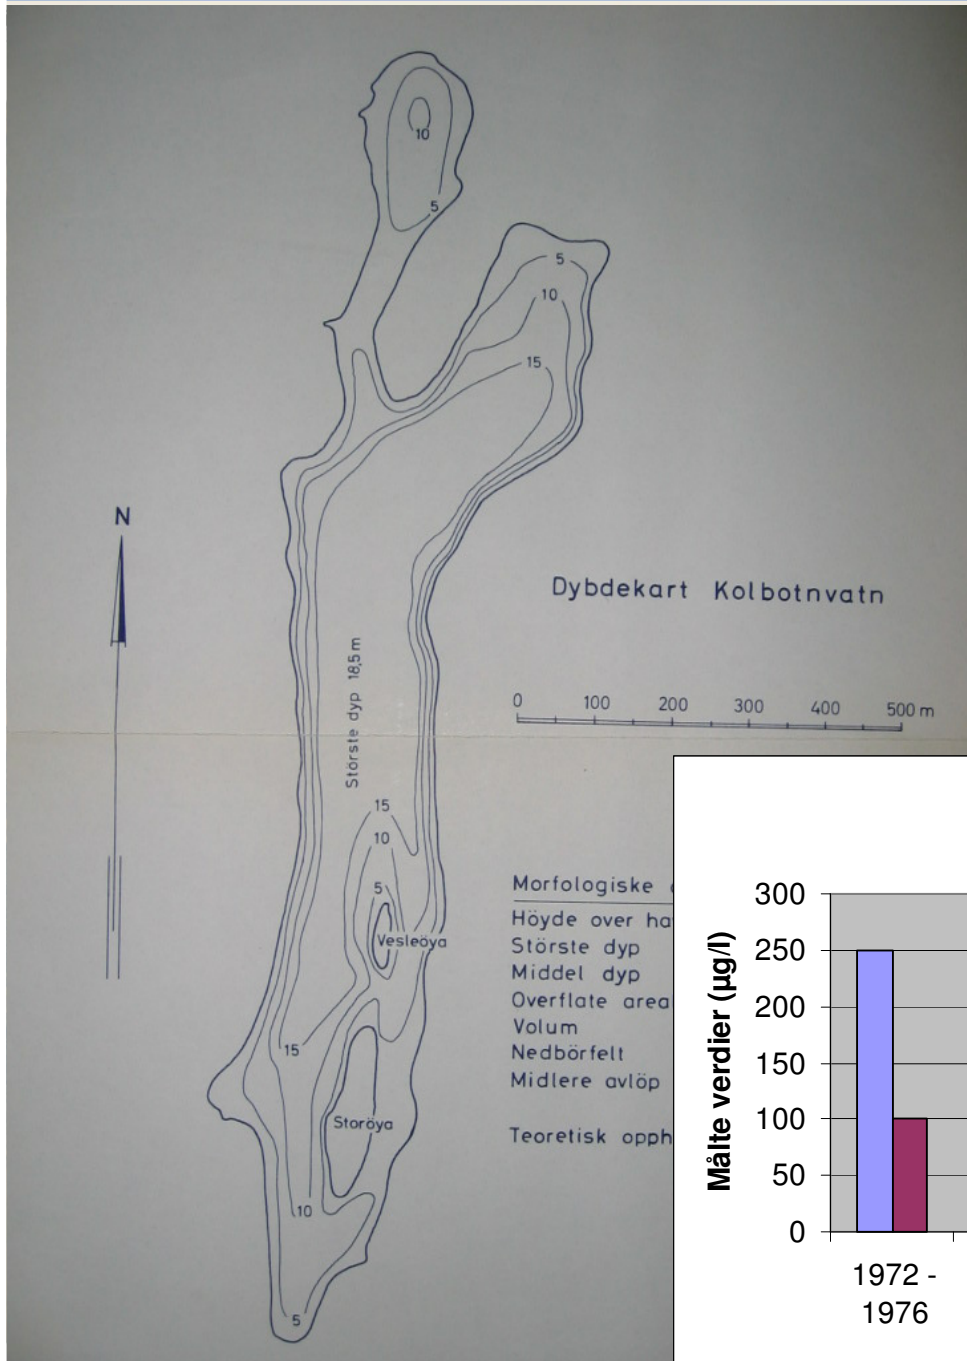 10
5
5
10
15
N
Dybdekart Kolbotnvatn
Störste dyp 18,5 m
0 100 200 300 400 500 m
15
10
5
Vesleöya
15
Storöya
10
5
Morfologiske
Höyde over ha
Störste dyp
Middel dyp
Overflate area
Volum
Nedbörfelt
Midlere avlöp
Teoretisk opph
Målte verdier (µg/l)
300
250
200
150
100
50
0
1972 -
1976